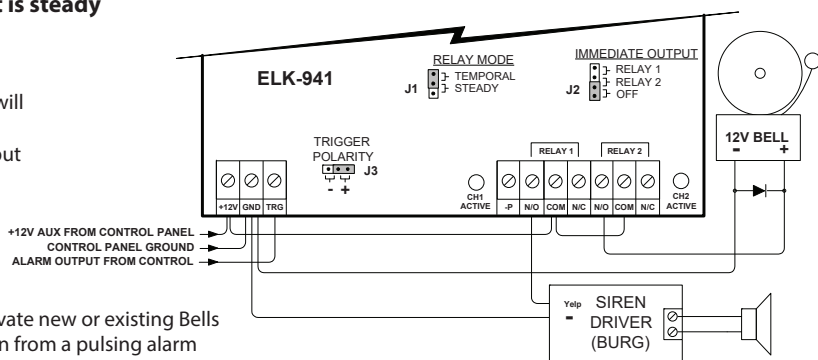 t is steady
will
out
vate new or existing Bells
n from a pulsing alarm
ELK-941
RELAY MODE
J1
TEMPORAL
STEADY
IMMEDIATE OUTPUT
J2
RELAY 1
RELAY 2
OFF
TRIGGER
POLARITY
J3
- +
RELAY 1
RELAY 2
+12V GND TRG
CH1
ACTIVE
-P N/O COM N/C N/O COM N/C
CH2
ACTIVE
12V BELL
- +
+12V AUX FROM CONTROL PANEL
CONTROL PANEL GROUND
ALARM OUTPUT FROM CONTROL
Yelp
-
SIREN
DRIVER
(BURG)